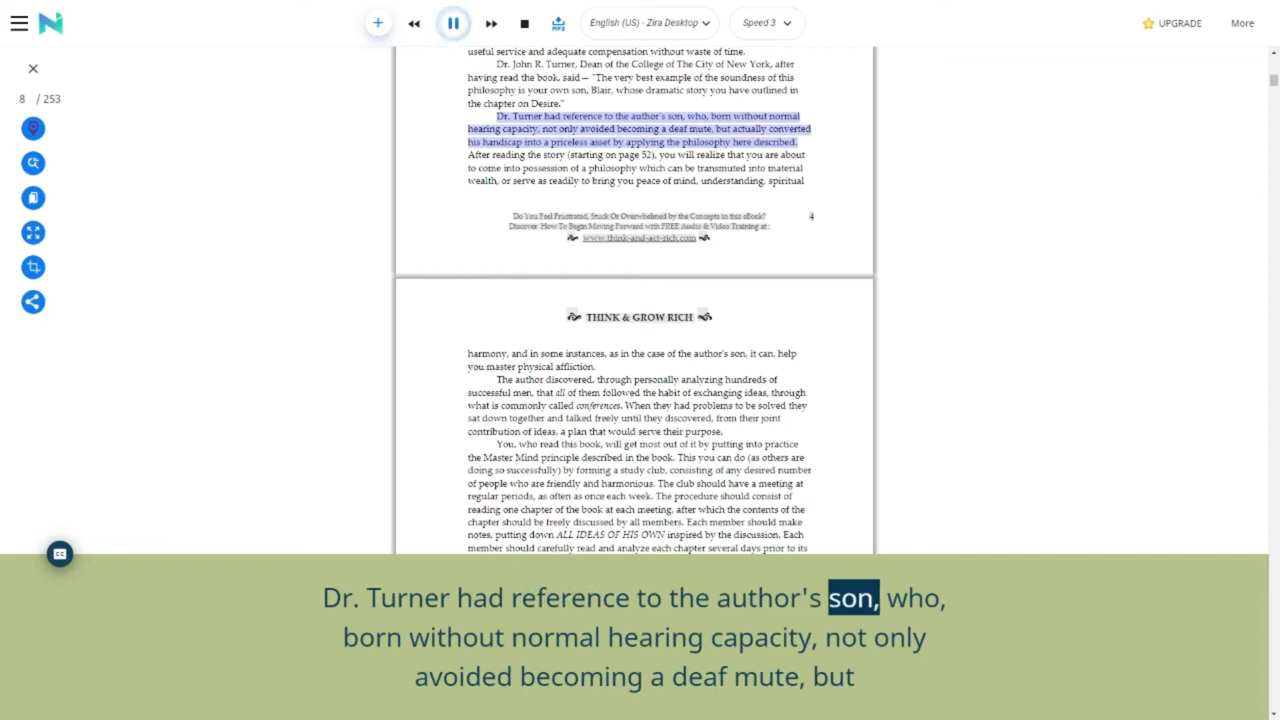 English (US) - Zira Desktop
Speed 3
UPGRADE
More
MP3
8 / 253
useful service and adequate compensation without waste of time.
Dr. John R. Turner, Dean of the College of The City of New York, after
having read the book, said— "The very best example of the soundness of this
philosophy is your own son, Blair, whose dramatic story you have outlined in
the chapter on Desire."
Dr. Turner had reference to the author's son, who, born without normal
hearing capacity, not only avoided becoming a deaf mute, but actually converted
his handicap into a priceless asset by applying the philosophy here described.
After reading the story (starting on page 52), you will realize that you are about
to come into possession of a philosophy which can be transmuted into material
wealth, or serve as readily to bring you peace of mind, understanding, spiritual
Do You Feel Frustrated, Stuck Or Overwhelmed by the Concepts in this eBook?
4
Discover: How To Begin Moving Forward with FREE Audio & Video Training at :
www.think-and-act-rich.com
THINK & GROW RICH
harmony, and in some instances, as in the case of the author's son, it can. help
you master physical affliction.
The author discovered, through personally analyzing hundreds of
successful men, that all of them followed the habit of exchanging ideas, through
what is commonly called conferences. When they had problems to be solved they
sat down together and talked freely until they discovered, from their joint
contribution of ideas, a plan that would serve their purpose.
You, who read this book, will get most out of it by putting into practice
the Master Mind principle described in the book. This you can do (as others are
doing so successfully) by forming a study club, consisting of any desired number
of people who are friendly and harmonious. The club should have a meeting at
regular periods, as often as once each week. The procedure should consist of
reading one chapter of the book at each meeting, after which the contents of the
chapter should be freely discussed by all members. Each member should make
notes, putting down ALL IDEAS OF HIS OWN inspired by the discussion. Each
member should carefully read and analyze each chapter several days prior to its
CC
Dr. Turner had reference to the author's son, who,
born without normal hearing capacity, not only
avoided becoming a deaf mute, but